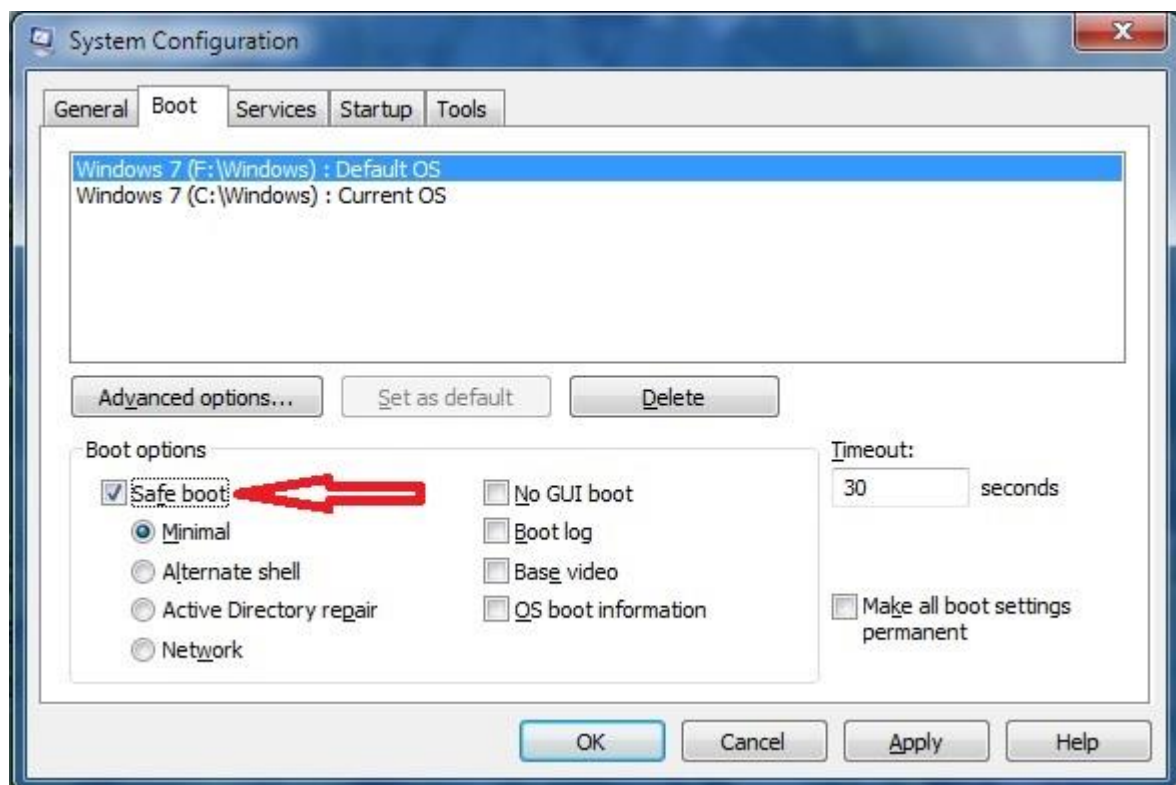 System Configuration
General Boot Services Startup Tools
Windows 7 (F:\Windows) : Default OS
Windows 7 (C:\Windows) : Current OS
Advanced options... Set as default Delete
Boot options Timeout:
Safe boot No GUI boot 30 seconds
Minimal Boot log
Alternate shell Base video
Active Directory repair OS boot information Make all boot settings
permanent
Network
OK Cancel Apply Help